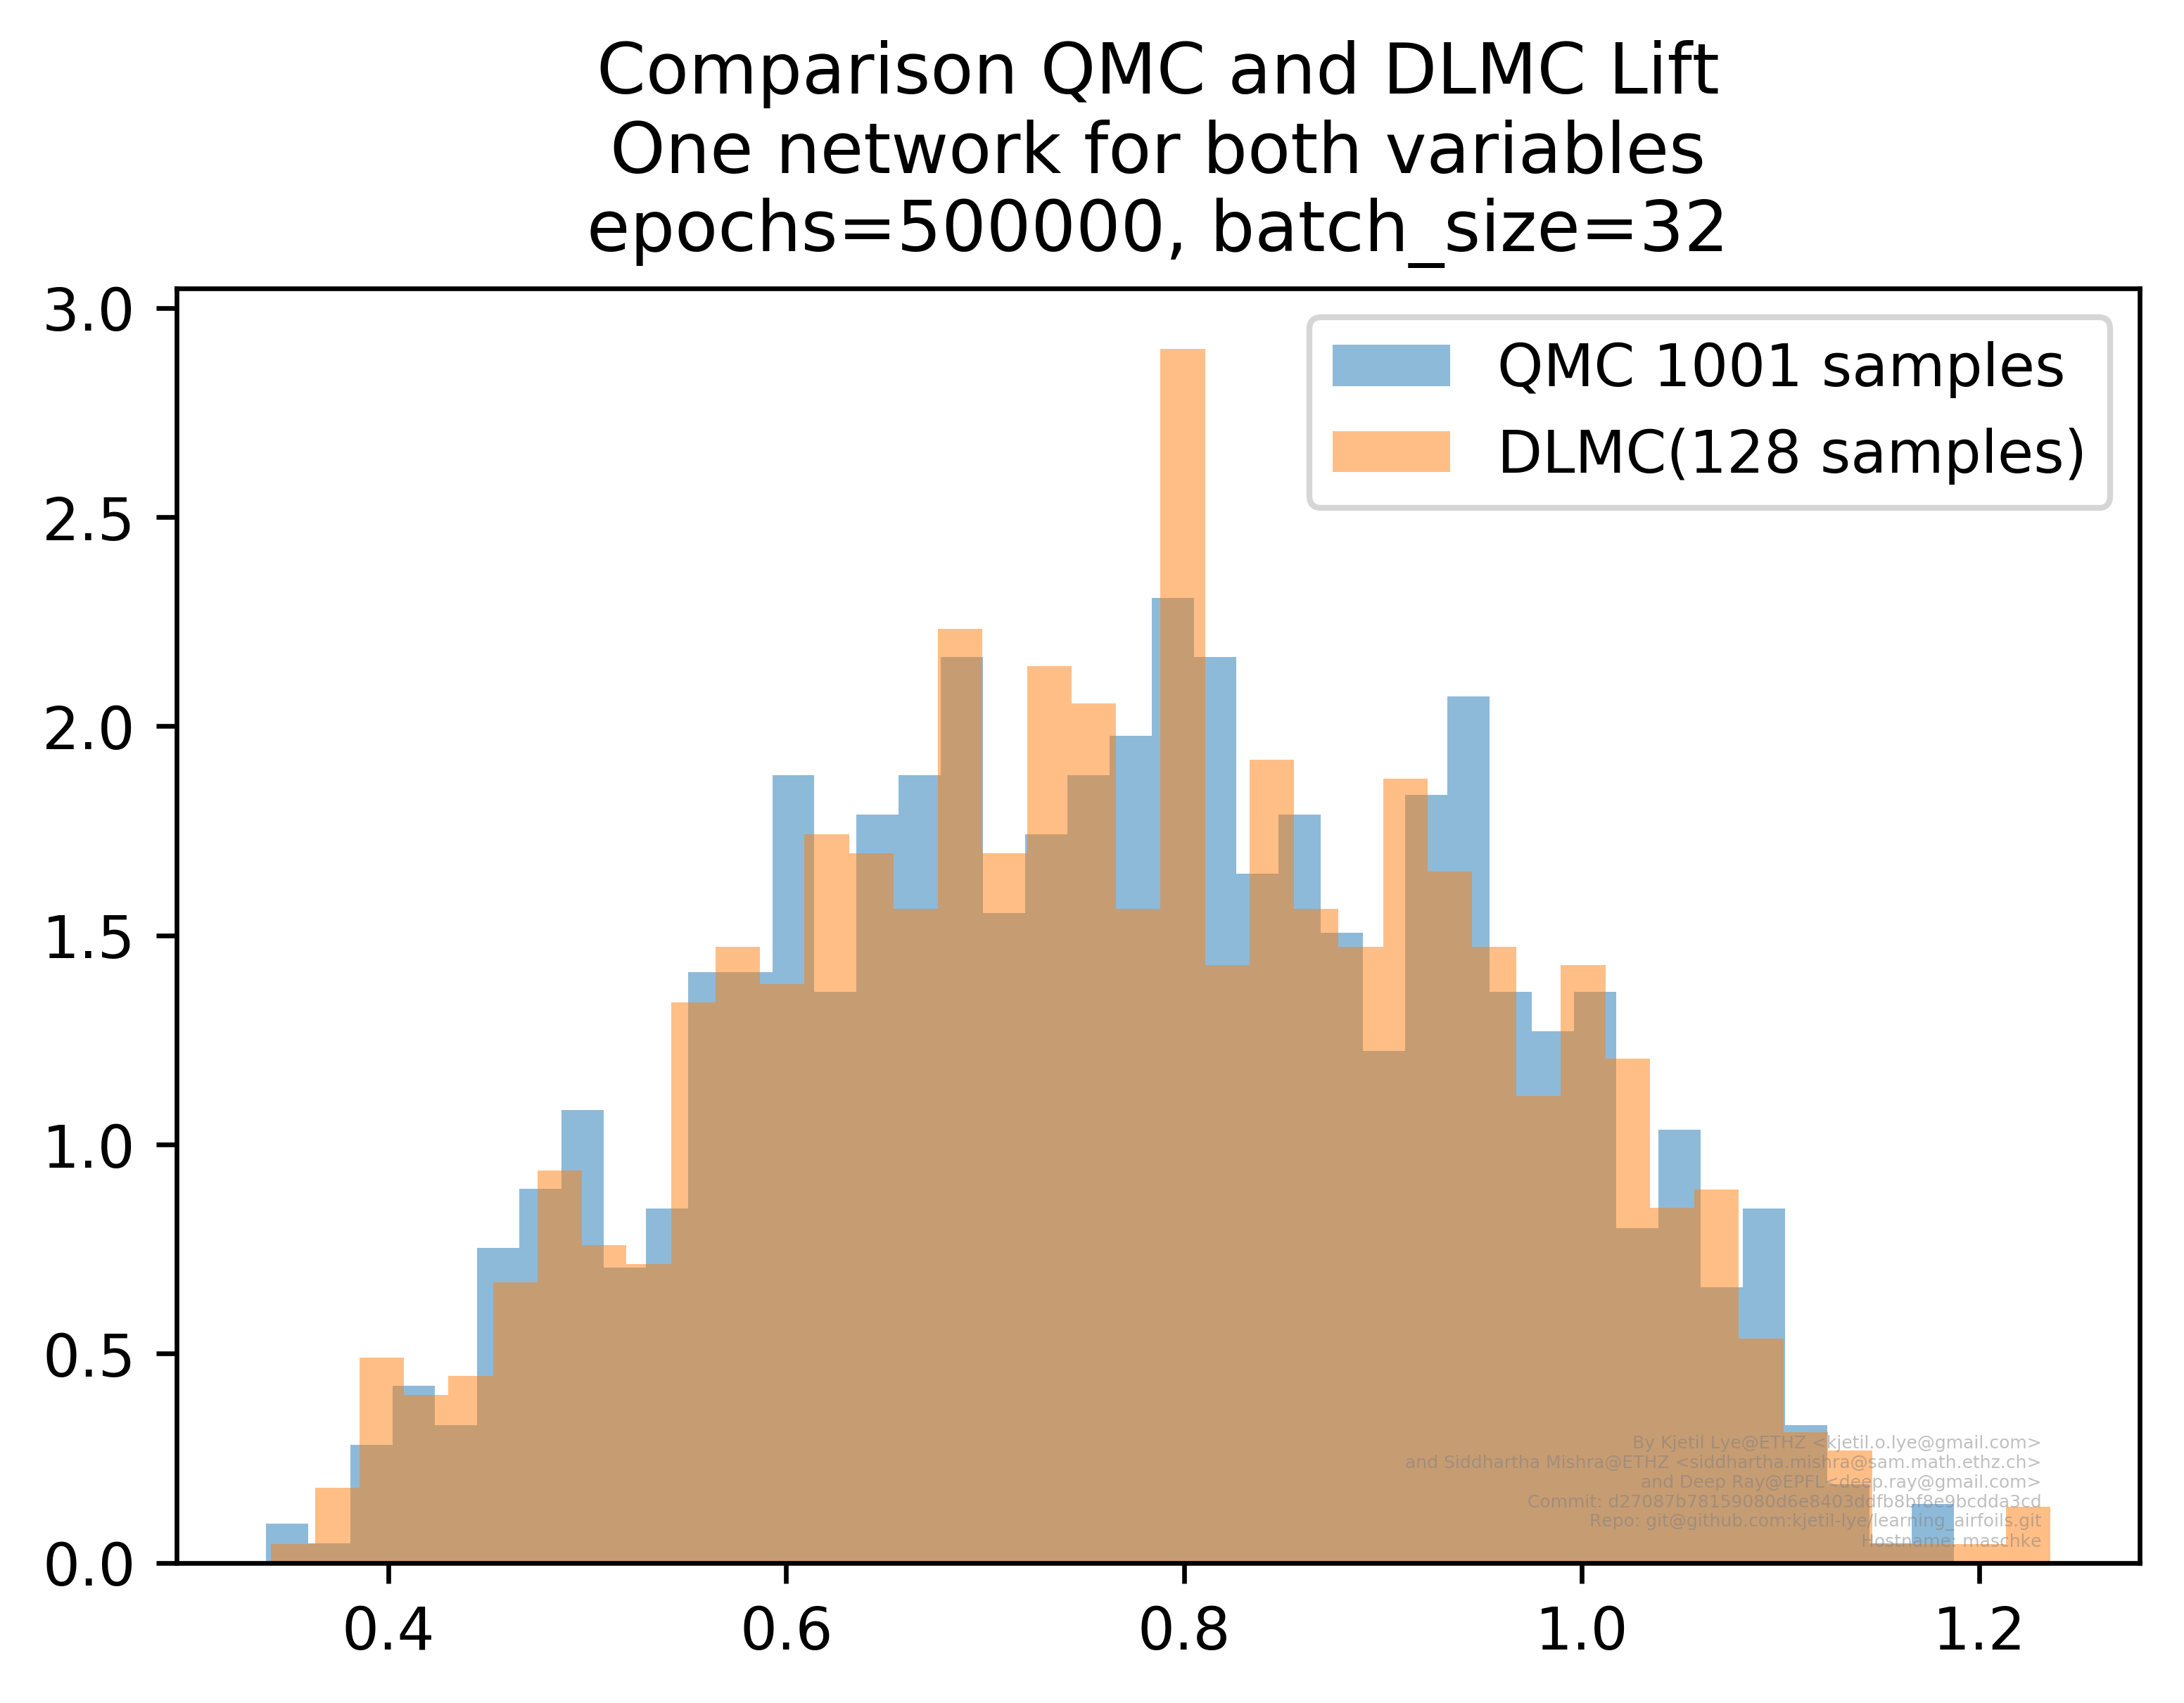 Comparison QMC and DLMC Lift
One network for both variables
epochs=500000, batch_size=32
3.0
2.5
2.0
1.5
1.0
0.5
0.0
QMC 1001 samples
DLMC(128 samples)
By Kjetil Lye@ETHZ <kjetil.o.lye@gmail.com>
and Siddhartha Mishra@ETHZ <siddhartha.mishra@sam.math.ethz.ch>
and Deep Ray@EPFL<deep.ray@gmail.com>
Commit: d27087b78159080d6e8403ddfb8bf8e9bcdda3cd
Repo: git@github.com:kjetil-lye/learning_airfoils.git
Hostname: maschke
0.4 0.6 0.8 1.0 1.2